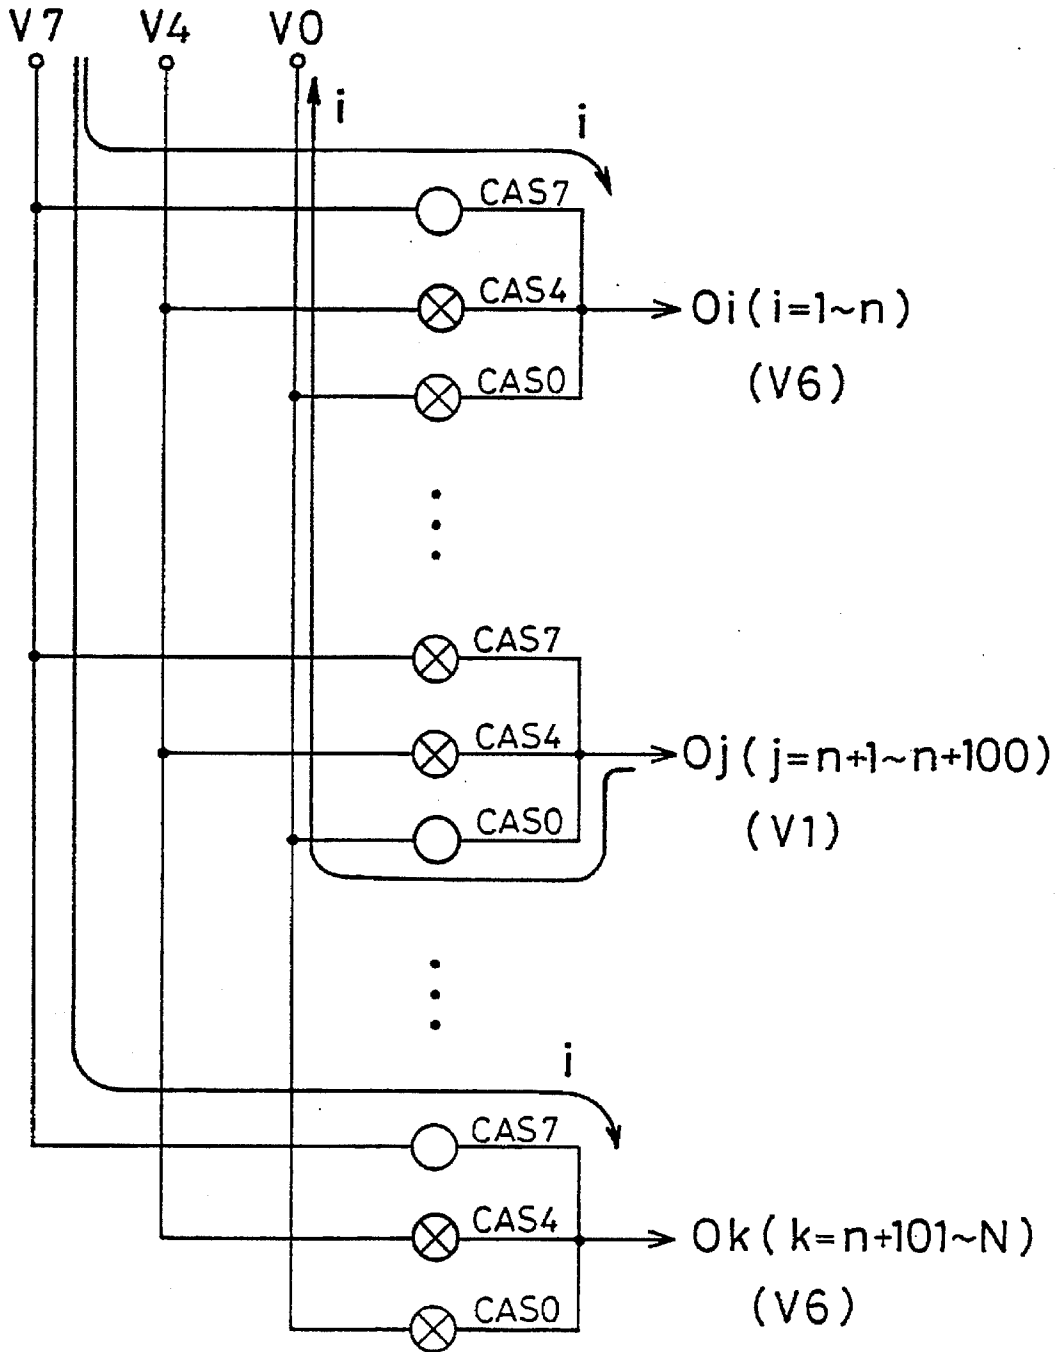 V7 V4 V0
i i
CAS7
CAS4 Oi(i=1~n)
CAS0 (V6)
CAS7
CAS4 Oj(j=n+1~n+100)
CAS0 (V1)
i
CAS7
CAS4 Ok(k=n+101~N)
CAS0 (V6)